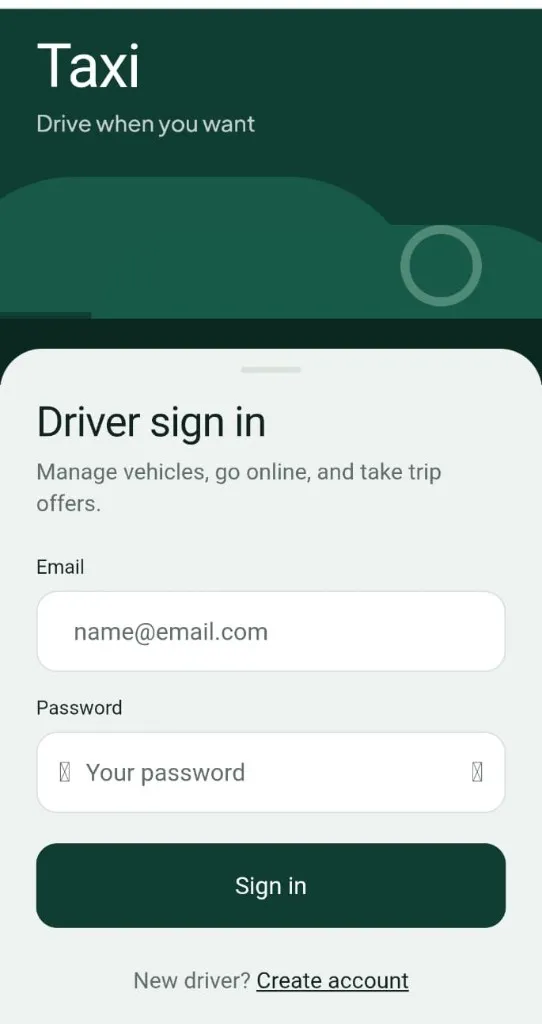 Taxi
Drive when you want
Driver sign in
Manage vehicles, go online, and take trip
offers.
Email
name@email.com
Password
Your password
Sign in
New driver? Create account